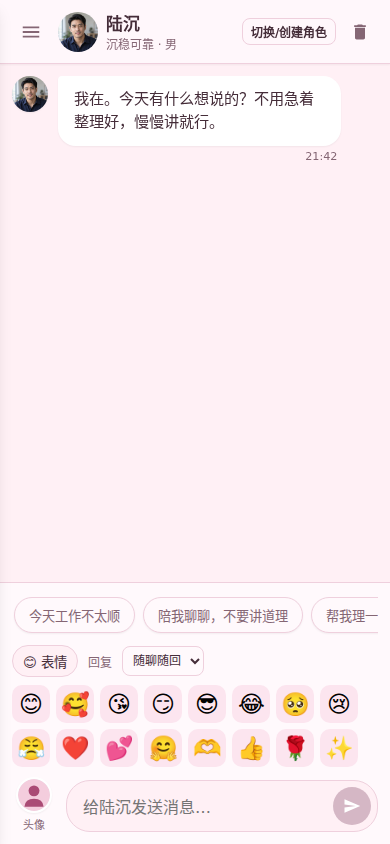 陆沉
沉稳可靠 · 男
切换/创建角色
我在。今天有什么想说的？不用急着
整理好，慢慢讲就行。
21:42
今天工作不太顺
陪我聊聊，不要讲道理
帮我理一
😊 表情
回复
随聊随回
😊 🥰 😘 😏 😎 😂 🥺 😢
😤 ❤️ 💕 🤗 🫶 👍 🌹 ✨
给陆沉发送消息...
头像